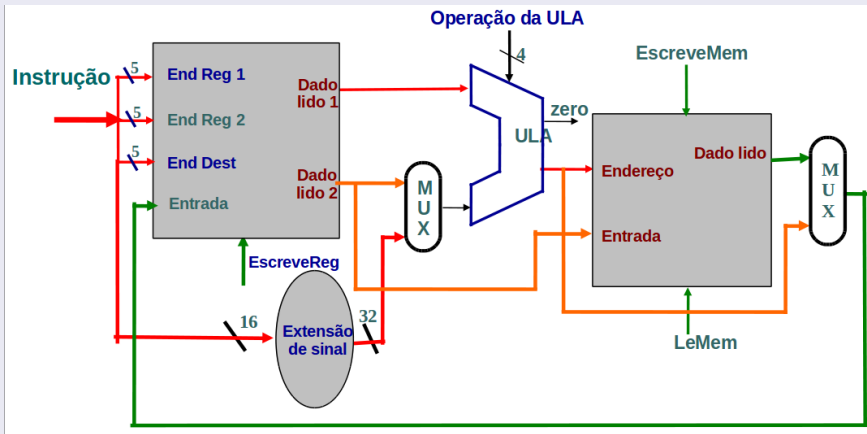 Operação da ULA
4
EscreveMem
Instrução
5
End Reg 1
Dado
lido 1
zero
5
End Reg 2
ULA
5
End Dest
Dado lido
Endereço
Dado
lido 2
M
U
X
M
U
X
Entrada
Entrada
EscreveReg
16
Extensão
de sinal
32
LeMem